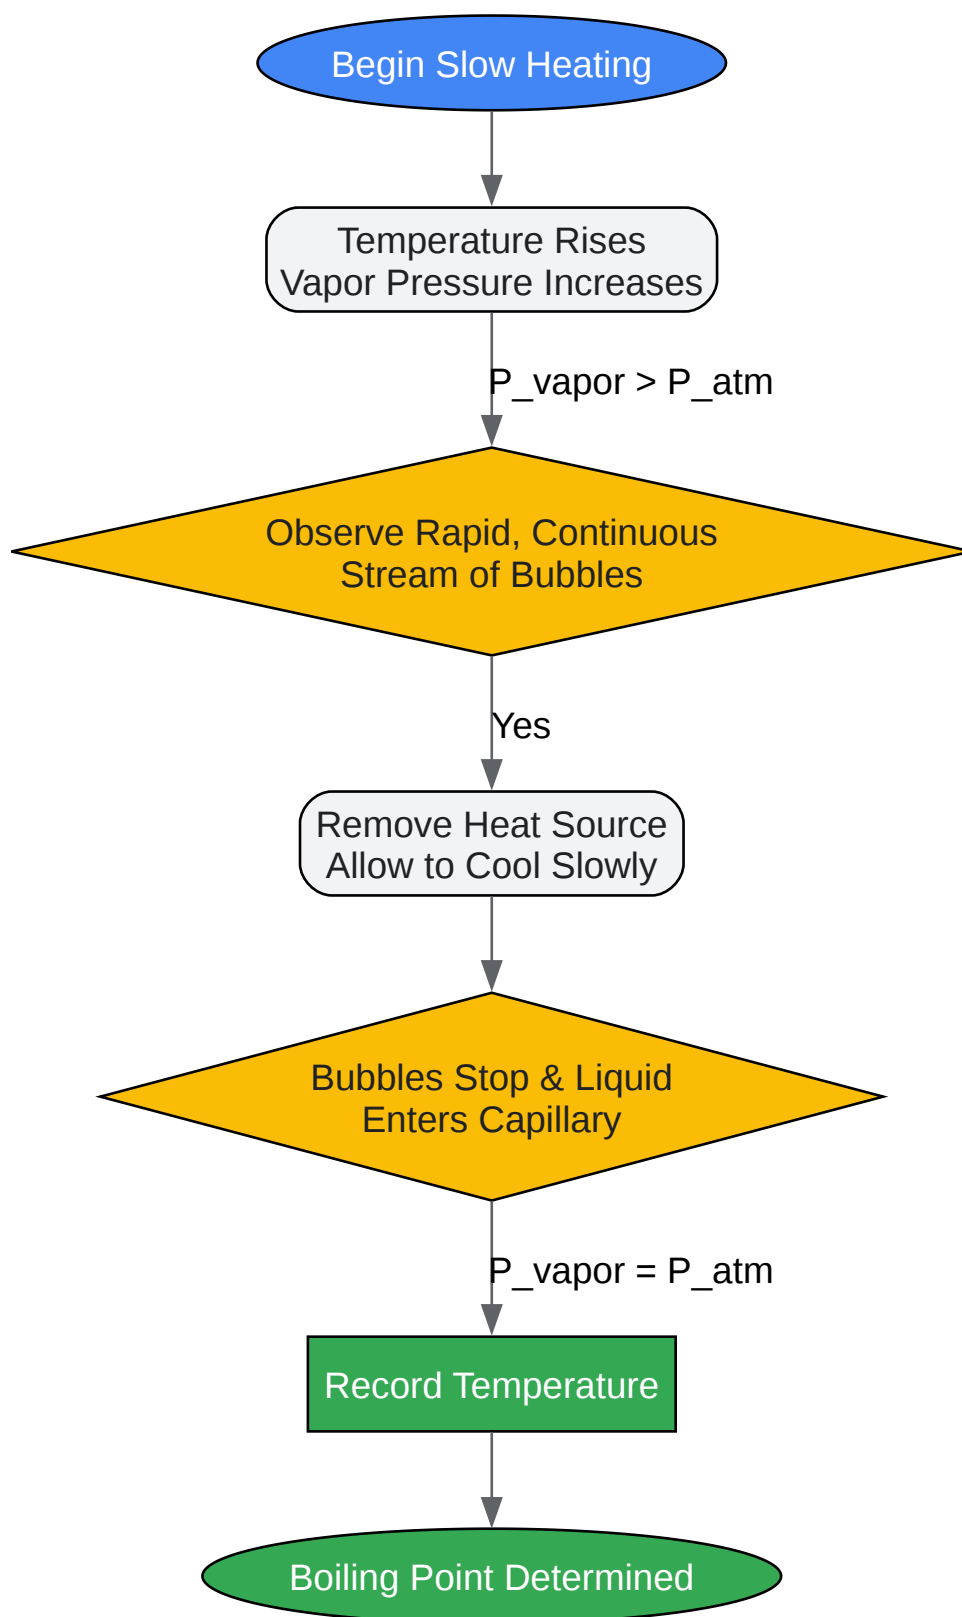 Begin Slow Heating
Temperature Rises
Vapor Pressure Increases
P_vapor > P_atm
Observe Rapid, Continuous
Stream of Bubbles
Yes
Remove Heat Source
Allow to Cool Slowly
Bubbles Stop & Liquid
Enters Capillary
P_vapor = P_atm
Record Temperature
Boiling Point Determined